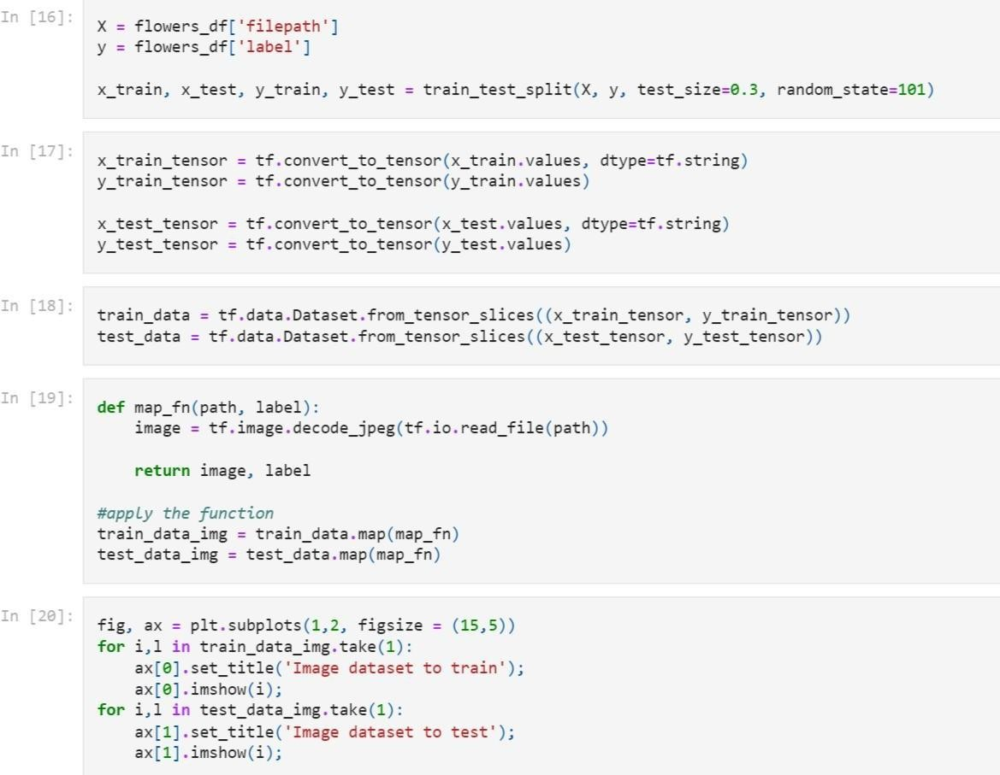 In [16]:
X = flowers_df['filepath']
y = flowers_df['label']
x_train, x_test, y_train, y_test = train_test_split(X, y, test_size=0.3, random_state=101)
In [17]:
x_train_tensor = tf.convert_to_tensor(x_train.values, dtype=tf.string)
y_train_tensor = tf.convert_to_tensor(y_train.values)
x_test_tensor = tf.convert_to_tensor(x_test.values, dtype=tf.string)
y_test_tensor = tf.convert_to_tensor(y_test.values)
In [18]:
train_data = tf.data.Dataset.from_tensor_slices((x_train_tensor, y_train_tensor))
test_data = tf.data.Dataset.from_tensor_slices((x_test_tensor, y_test_tensor))
In [19]:
def map_fn(path, label):
    image = tf.image.decode_jpeg(tf.io.read_file(path))
    return image, label
#apply the function
train_data_img = train_data.map(map_fn)
test_data_img = test_data.map(map_fn)
In [20]:
fig, ax = plt.subplots(1,2, figsize = (15,5))
for i,l in train_data_img.take(1):
    ax[0].set_title('Image dataset to train');
    ax[0].imshow(i);
for i,l in test_data_img.take(1):
    ax[1].set_title('Image dataset to test');
    ax[1].imshow(i);